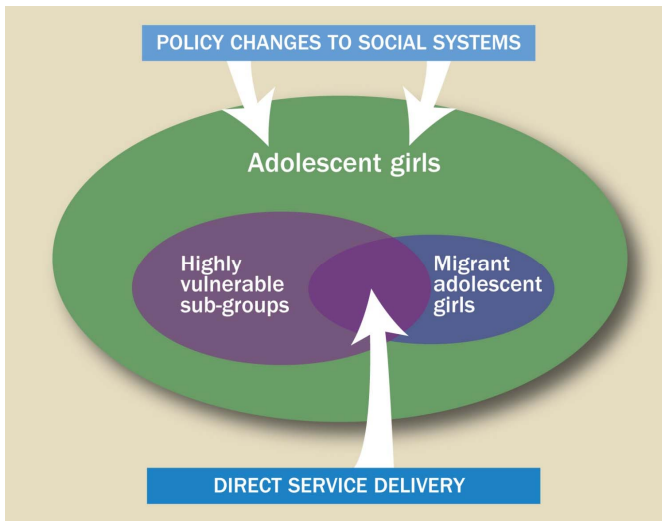 POLICY CHANGES TO SOCIAL SYSTEMS
Adolescent girls
Highly
vulnerable
sub-groups
Migrant
adolescent
girls
DIRECT SERVICE DELIVERY